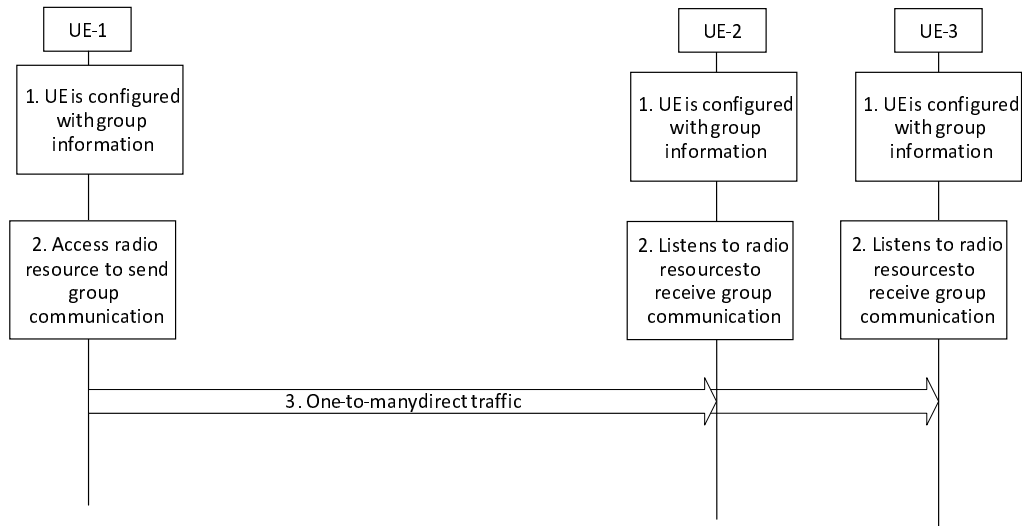 UE-1
UE-2
UE-3
1. UE is configured
with group
information
1. UE is configured
with group
information
1. UE is configured
with group
information
2. Access radio
resource to send
group
communication
2. Listens to radio
resourcesto
receive group
communication
2. Listens to radio
resourcesto
receive group
communication
3. One-to-manydirect traffic